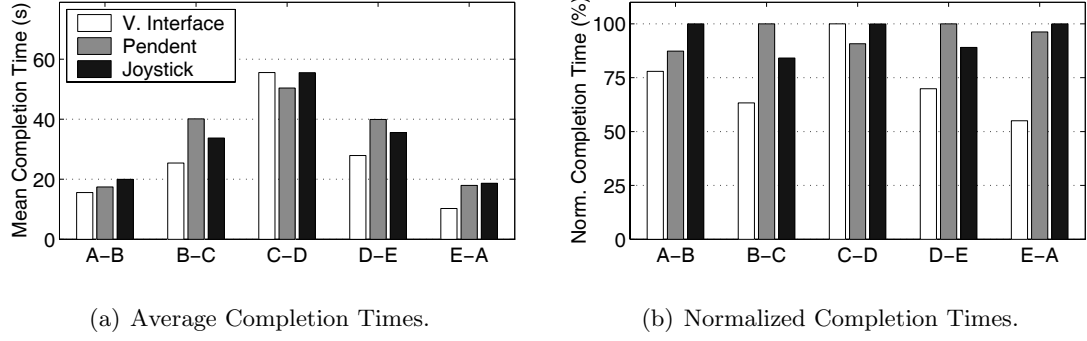 Mean Completion Time (s)
60
40
20
0
V. Interface
Pendent
Joystick
A-B
B-C
C-D
D-E
E-A
(a) Average Completion Times.
Norm. Completion Time (%)
100
75
50
25
0
A-B
B-C
C-D
D-E
E-A
(b) Normalized Completion Times.